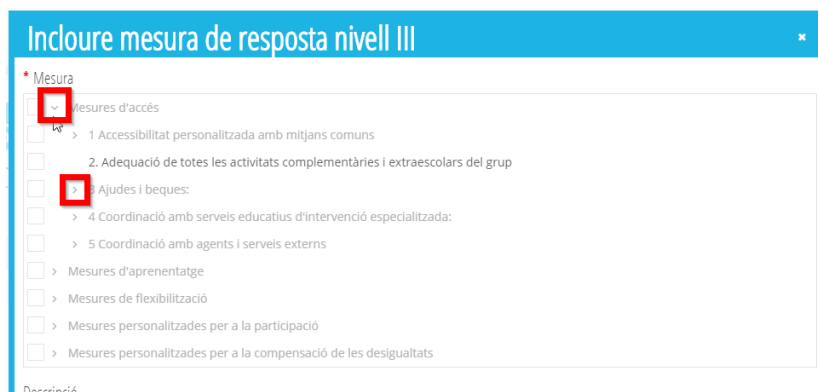 Incloure mesura de resposta nivell III
* Mesura
Mesures d'accés
1 Accessibilitat personalitzada amb mitjans comuns
2. Adequació de totes les activitats complementàries i extraescolars del grup
3 Ajudes i beques:
4 Coordinació amb serveis educatius d'intervenció especialitzada:
5 Coordinació amb agents i serveis externs
Mesures d'aprenentatge
Mesures de flexibilització
Mesures personalitzades per a la participació
Mesures personalitzades per a la compensació de les desigualtats
Descripció